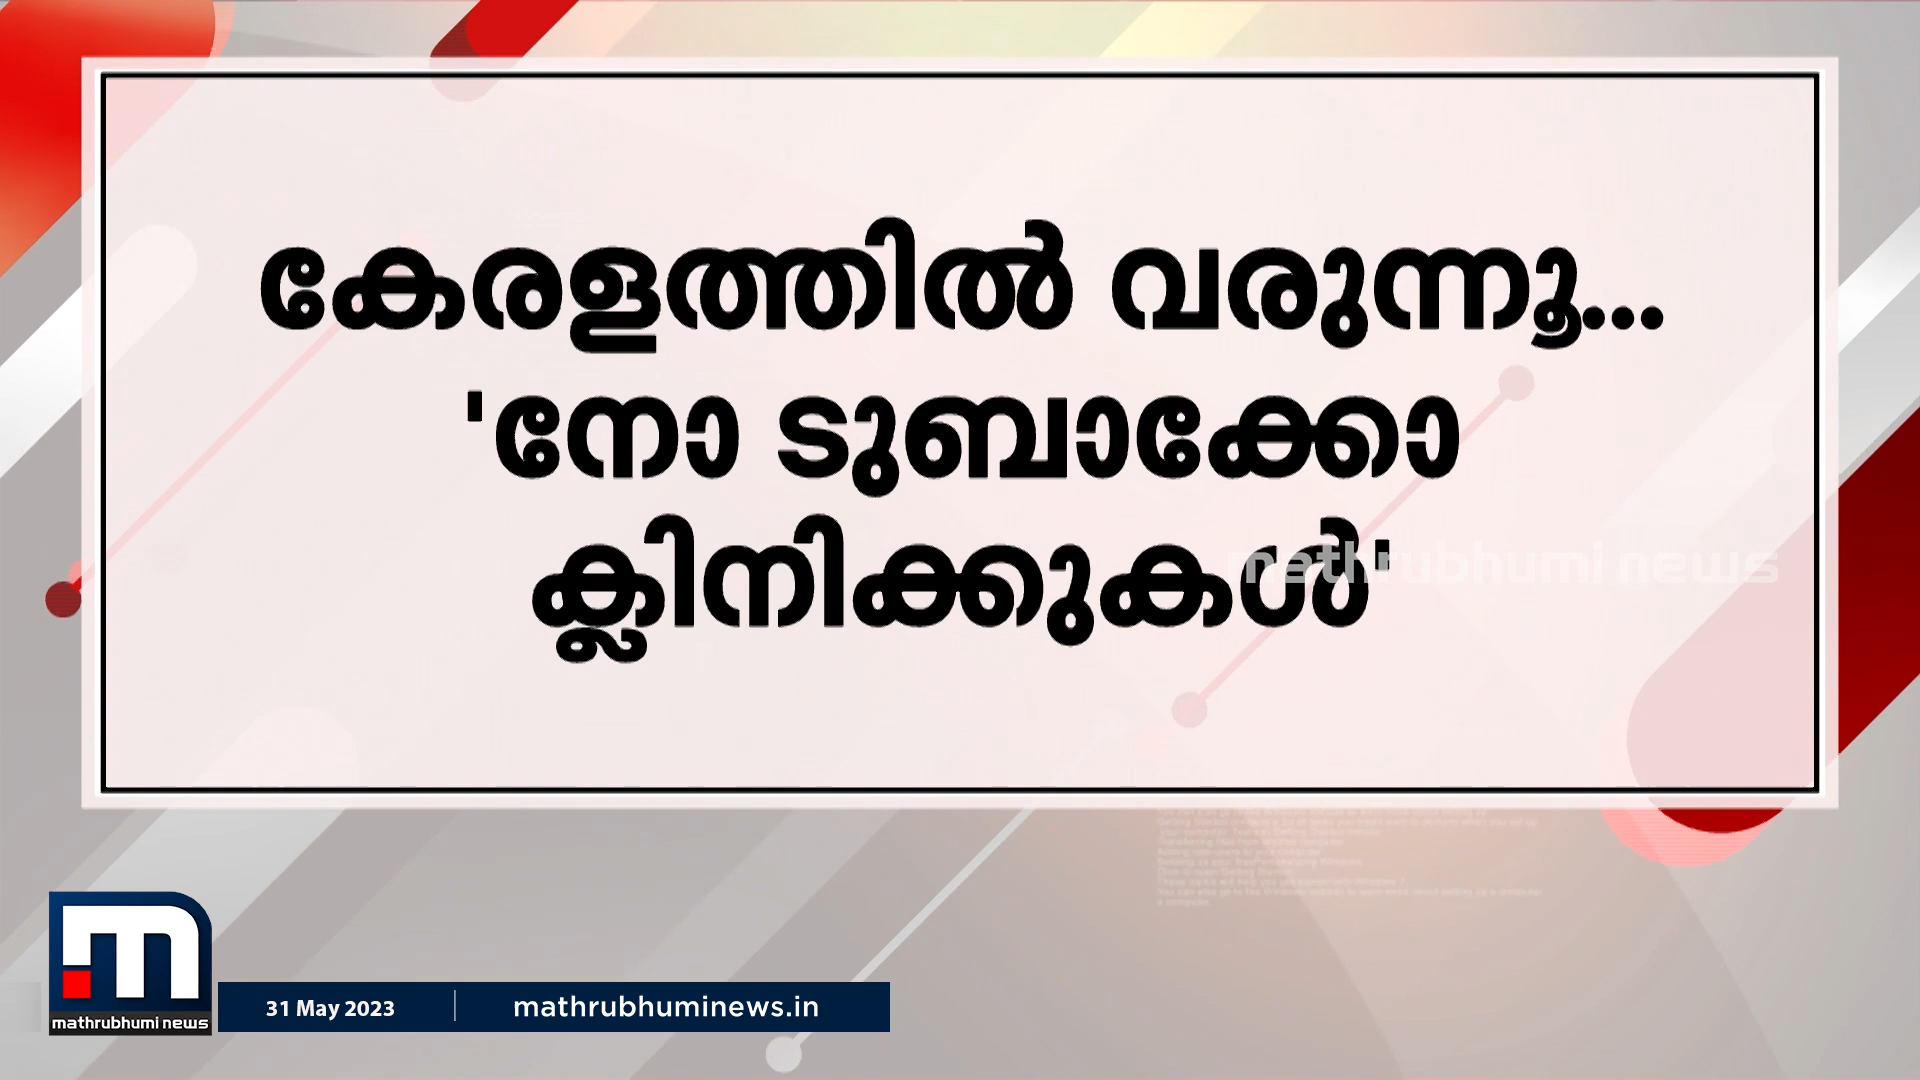 കേരളത്തിൽ വരുന്നൂ...
'നോ ടുബാക്കോ
ക്ലിനിക്കുകൾ'
mathrubhumi news
mathrubhumi news
31 May 2023
mathrubhuminews.in